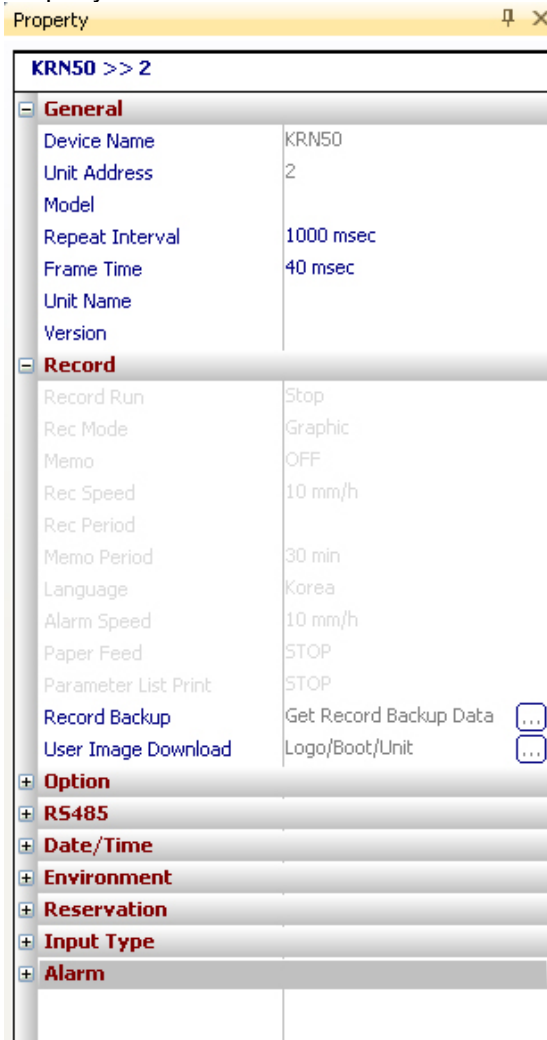 Property
KRN50 >> 2
General
Device Name KRN50
Unit Address 2
Model
Repeat Interval 1000 msec
Frame Time 40 msec
Unit Name
Version
Record
Record Run Stop
Rec Mode Graphic
Memo OFF
Rec Speed 10 mm/h
Rec Period
Memo Period 30 min
Language Korea
Alarm Speed 10 mm/h
Paper Feed STOP
Parameter List Print STOP
Record Backup Get Record Backup Data ...
User Image Download Logo/Boot/Unit ...
Option
RS485
Date/Time
Environment
Reservation
Input Type
Alarm